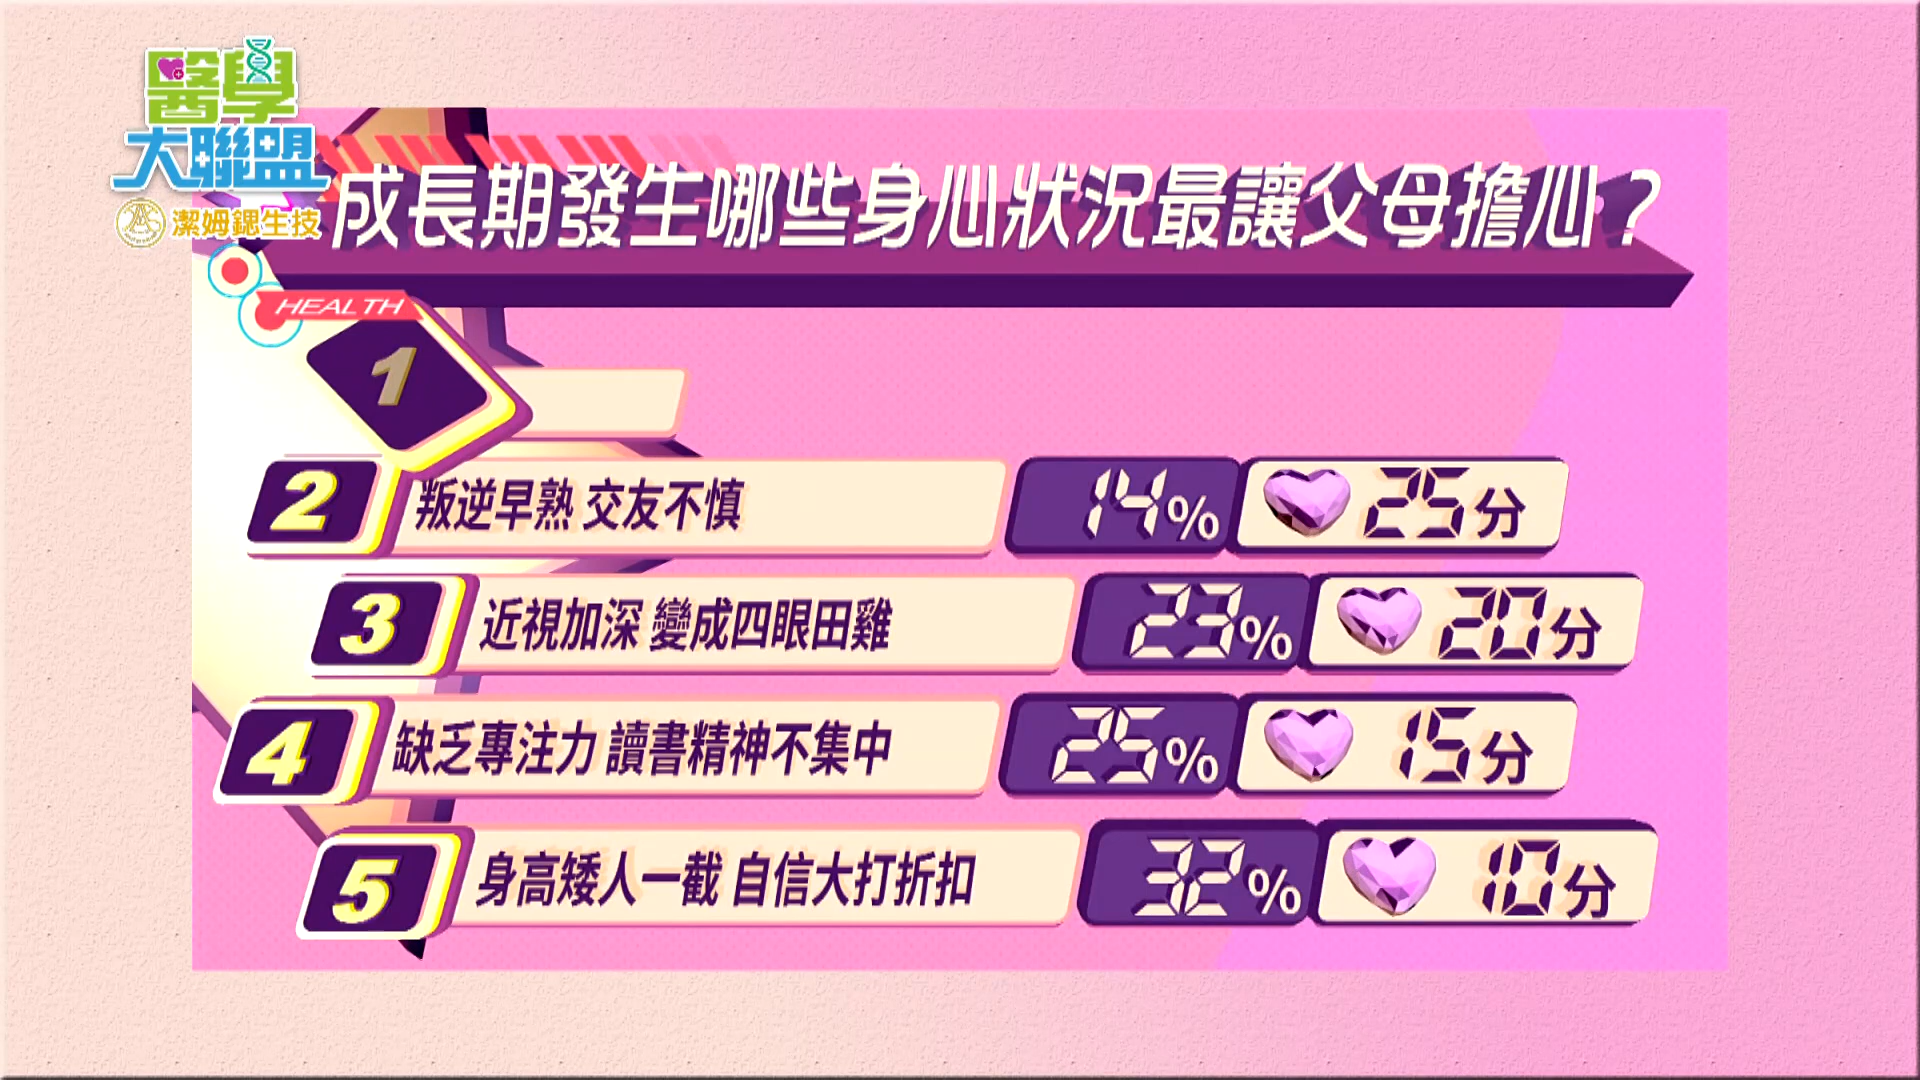 醫學
大聯盟
潔姆鍶生技
成長期發生哪些身心狀況最讓父母擔心？
HEALTH
1
2 叛逆早熟 交友不慎 14% 25分
3 近視加深 變成四眼田雞 23% 20分
4 缺乏專注力 讀書精神不集中 25% 15分
5 身高矮人一截 自信大打折扣 32% 10分